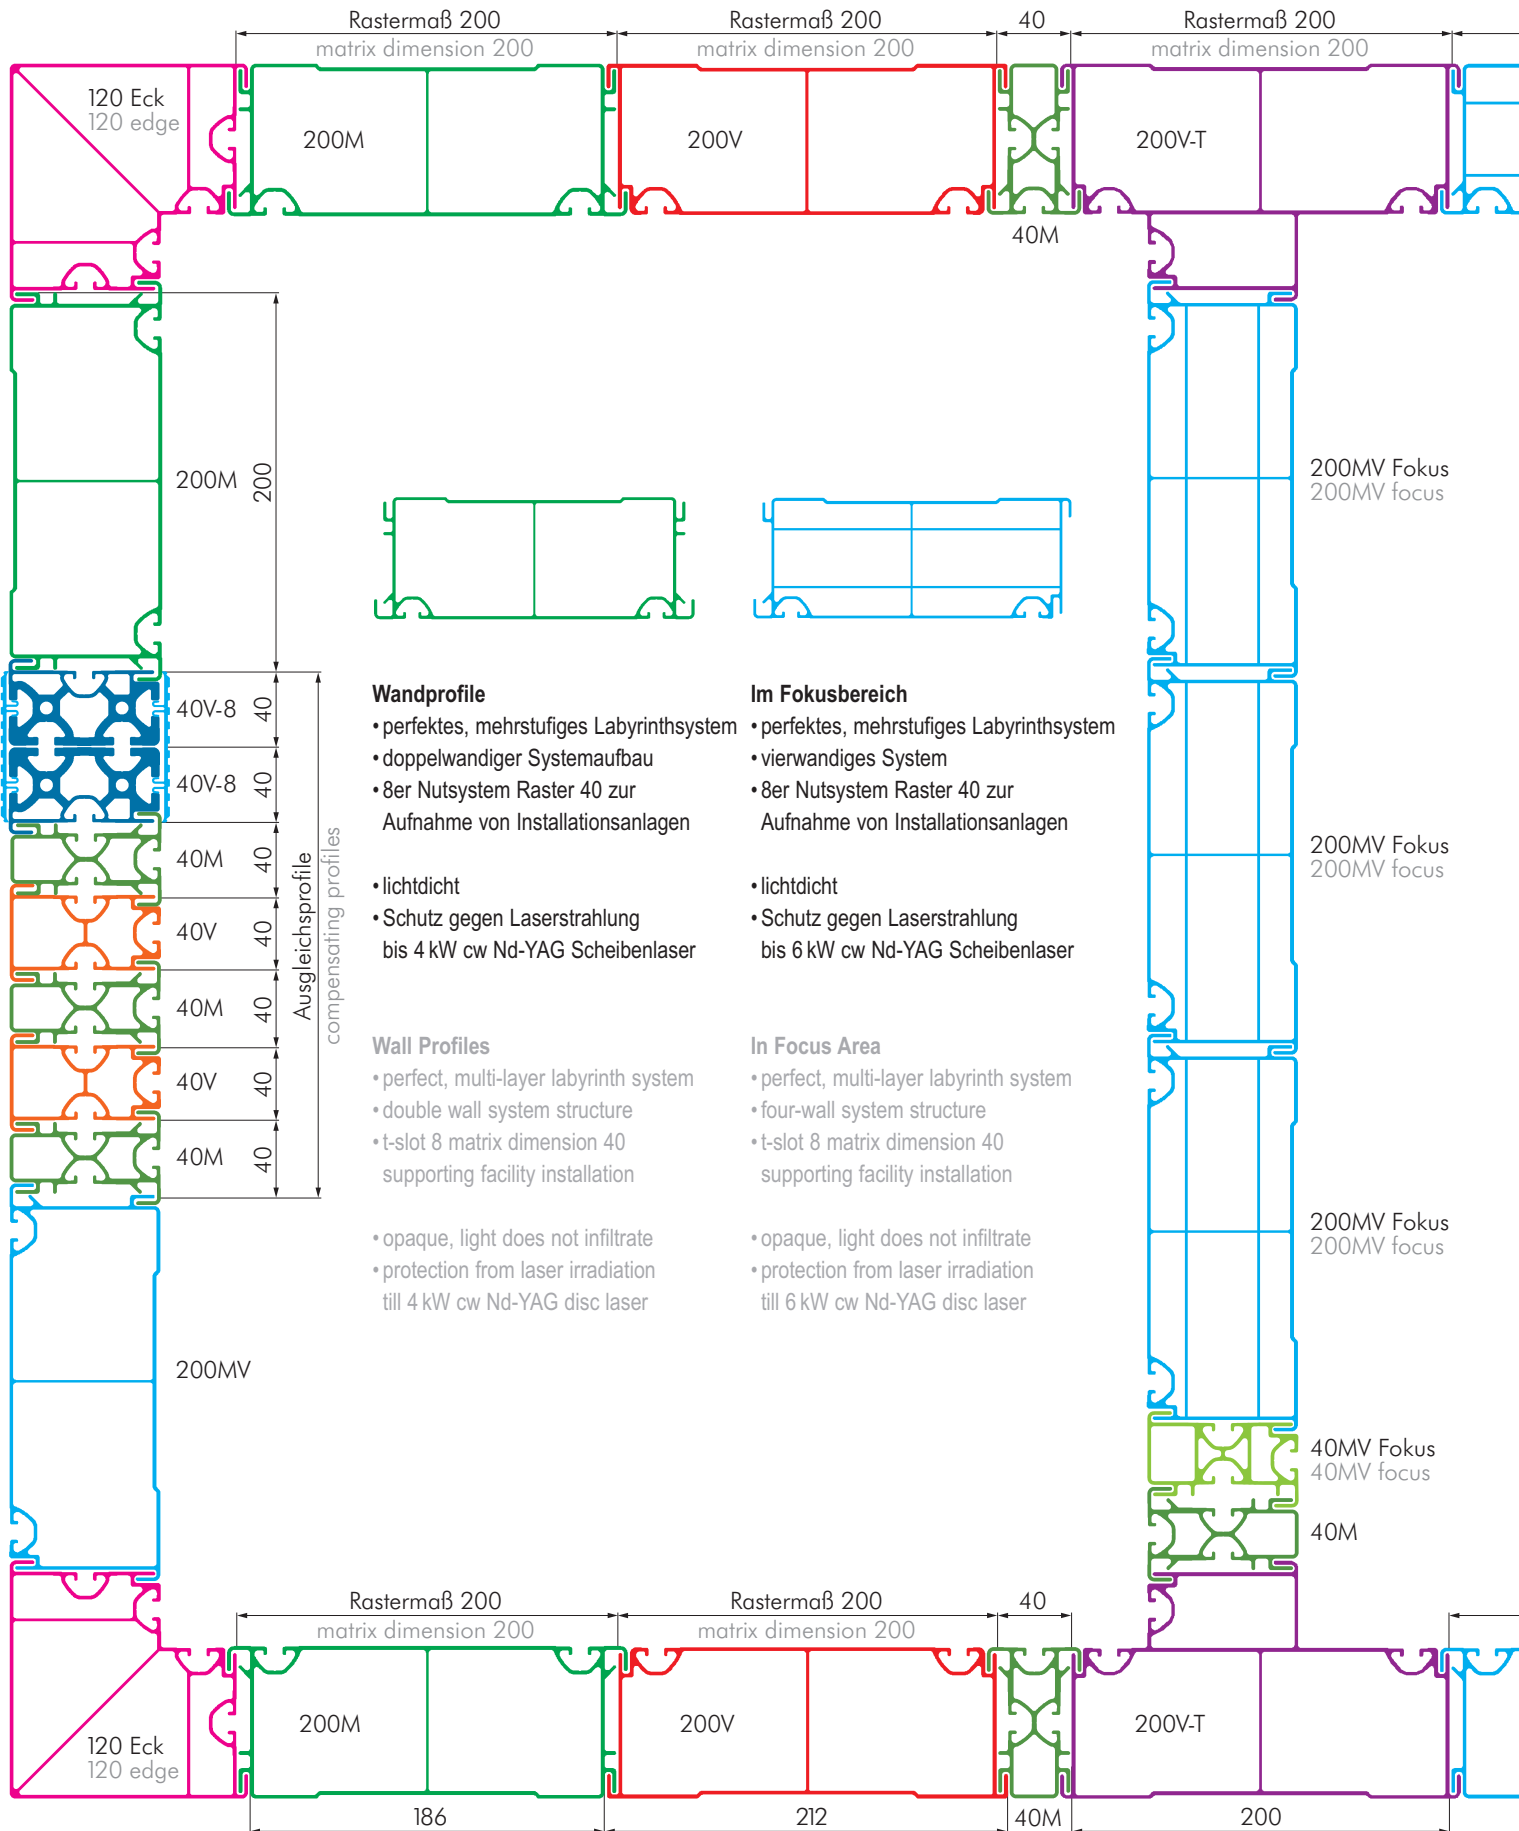 Rastermaß 200
matrix dimension 200
Rastermaß 200
matrix dimension 200
40
Rastermaß 200
matrix dimension 200
120 Eck
120 edge
200M
200V
40M
200V-T
200M
200
200MV Fokus
200MV focus
40V-8
40
40V-8
40
40M
40
40V
40
40M
40
40V
40
40M
40
Ausgleichsprofile
compensating profiles
Wandprofile
• perfektes, mehrstufiges Labyrinthsystem
• doppelwandiger Systemaufbau
• 8er Nutsystem Raster 40 zur
Aufnahme von Installationsanlagen
• lichtdicht
• Schutz gegen Laserstrahlung
bis 4 kW cw Nd-YAG Scheibenlaser
Wall Profiles
• perfect, multi-layer labyrinth system
• double wall system structure
• t-slot 8 matrix dimension 40
supporting facility installation
• opaque, light does not infiltrate
• protection from laser irradiation
till 4 kW cw Nd-YAG disc laser
Im Fokusbereich
• perfektes, mehrstufiges Labyrinthsystem
• vierwandiges System
• 8er Nutsystem Raster 40 zur
Aufnahme von Installationsanlagen
• lichtdicht
• Schutz gegen Laserstrahlung
bis 6 kW cw Nd-YAG Scheibenlaser
In Focus Area
• perfect, multi-layer labyrinth system
• four-wall system structure
• t-slot 8 matrix dimension 40
supporting facility installation
• opaque, light does not infiltrate
• protection from laser irradiation
till 6 kW cw Nd-YAG disc laser
200MV Fokus
200MV focus
200MV Fokus
200MV focus
200MV
40MV Fokus
40MV focus
40M
Rastermaß 200
matrix dimension 200
Rastermaß 200
matrix dimension 200
40
120 Eck
120 edge
200M
200V
200V-T
186
212
40M
200